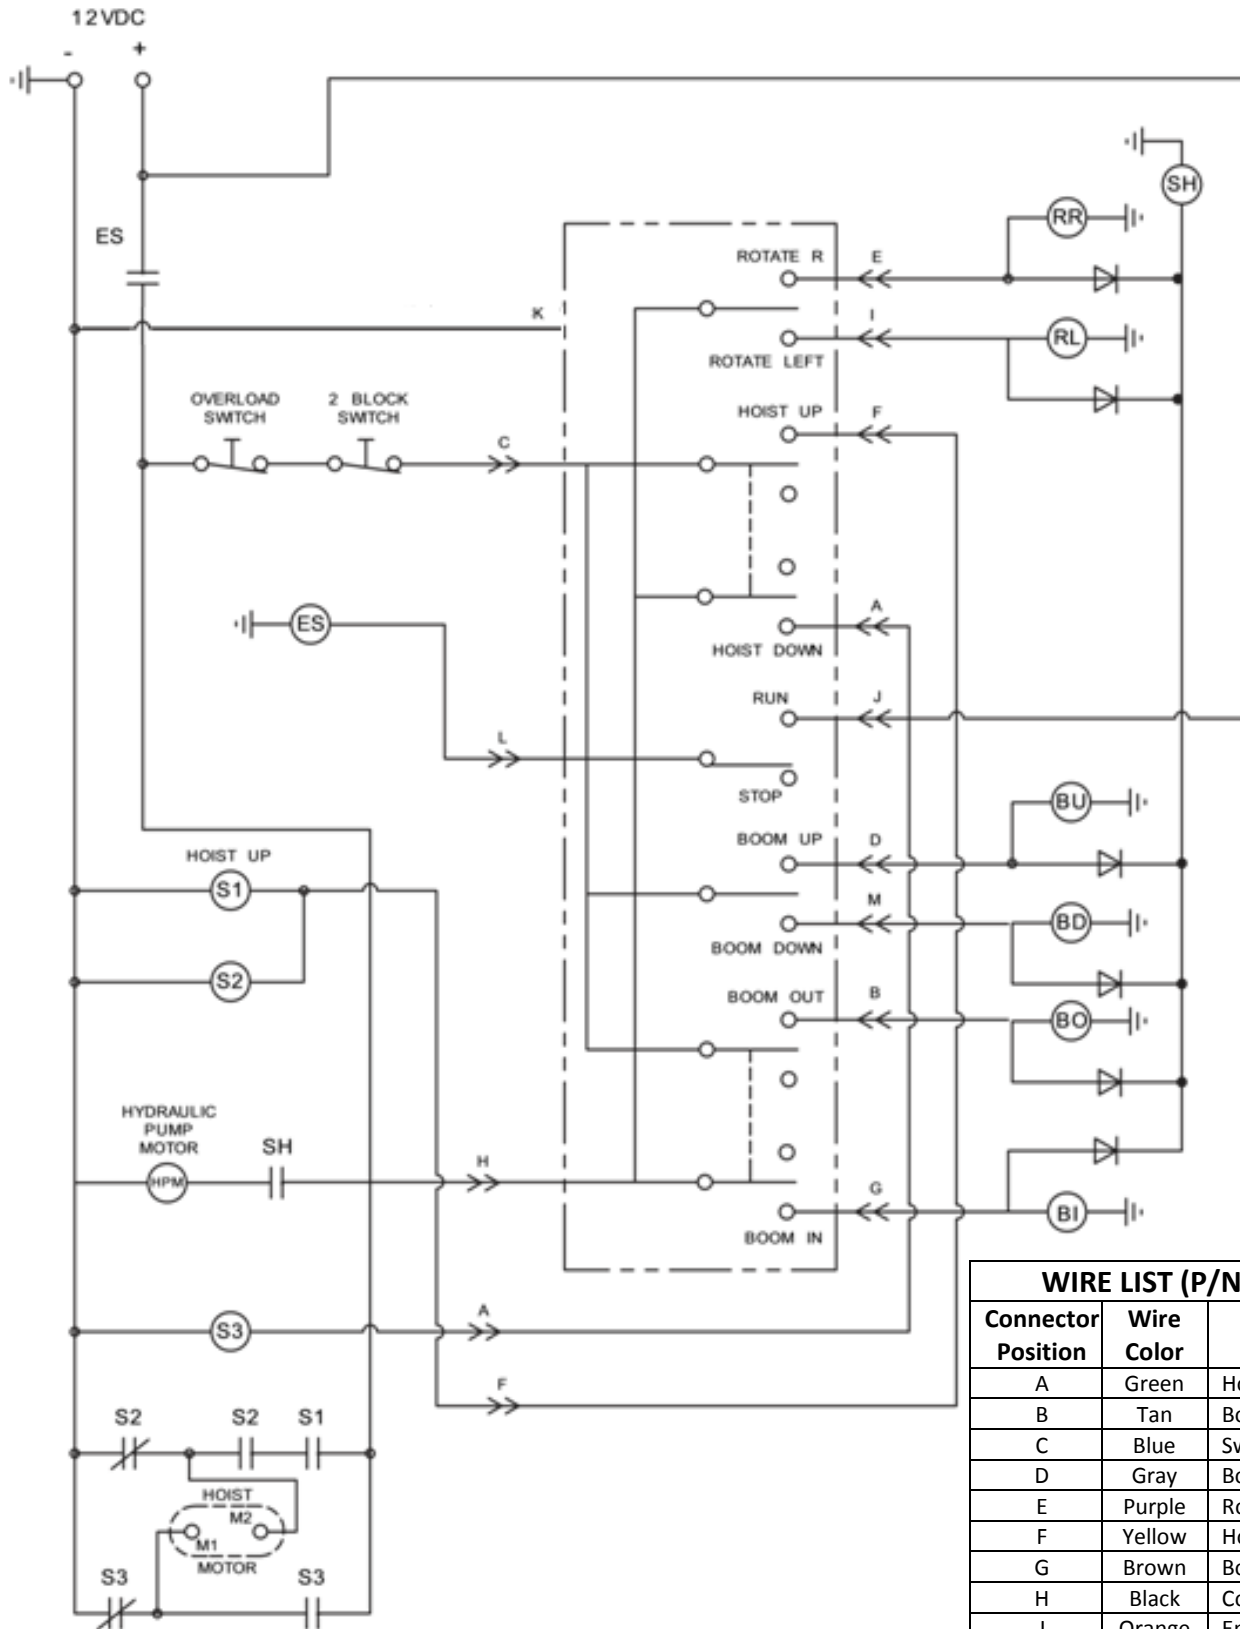 12VDC
- +
ES
SH
RR
RL
ROTATE R E
K
I
ROTATE LEFT
OVERLOAD SWITCH
2 BLOCK SWITCH
C
HOIST UP F
ES
A
HOIST DOWN
RUN J
L
STOP
BU
BOOM UP D
M
BD
BOOM DOWN
BOOM OUT B
BO
HOIST UP
S1
S2
HYDRAULIC PUMP MOTOR
HPM
SH
H
G
BI
BOOM IN
S3
A
F
S2 S2 S1
HOIST
M2
M1
MOTOR
S3 S3
WIRE LIST (P/N
Connector Position Wire Color
A Green
B Tan
C Blue
D Gray
E Purple
F Yellow
G Brown
H Black
Orange